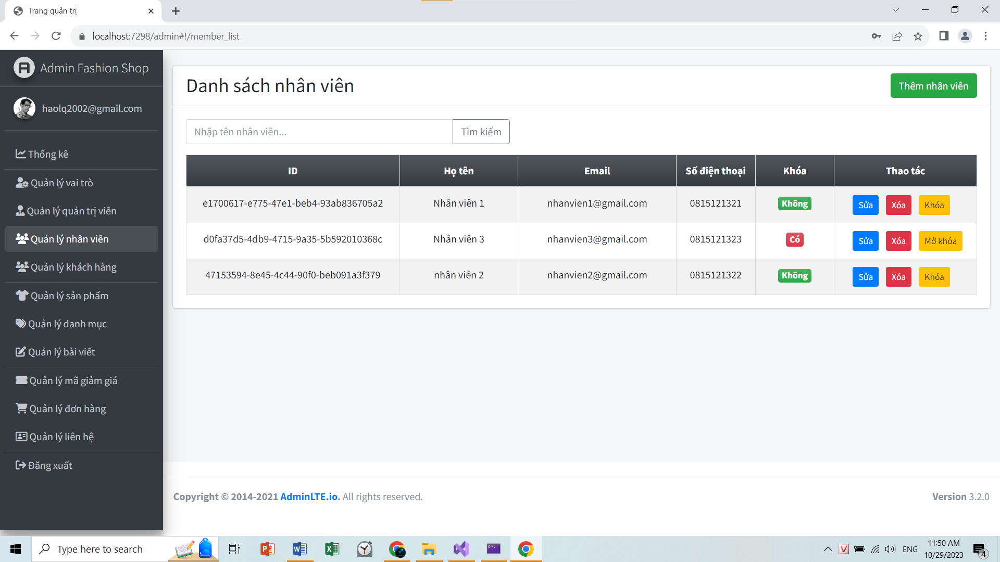 Trang quản trị
localhost:7298/admin#!/member_list
Admin Fashion Shop
haolq2002@gmail.com
Thống kê
Quản lý vai trò
Quản lý quản trị viên
Quản lý nhân viên
Quản lý khách hàng
Quản lý sản phẩm
Quản lý danh mục
Quản lý bài viết
Quản lý mã giảm giá
Quản lý đơn hàng
Quản lý liên hệ
Đăng xuất
Danh sách nhân viên
Thêm nhân viên
Nhập tên nhân viên... Tìm kiếm
ID Họ tên Email Số điện thoại Khóa Thao tác
e1700617-e775-47e1-beb4-93ab836705a2 Nhân viên 1 nhanvien1@gmail.com 0815121321 Không Sửa Xóa Khóa
d0fa37d5-4db9-4715-9a35-5b592010368c Nhân viên 3 nhanvien3@gmail.com 0815121323 Có Sửa Xóa Mở khóa
47153594-8e45-4c44-90f0-beb091a3f379 nhân viên 2 nhanvien2@gmail.com 0815121322 Không Sửa Xóa Khóa
Copyright © 2014-2021 AdminLTE.io. All rights reserved.
Version 3.2.0
Type here to search
ENG
11:50 AM
10/29/2023
4